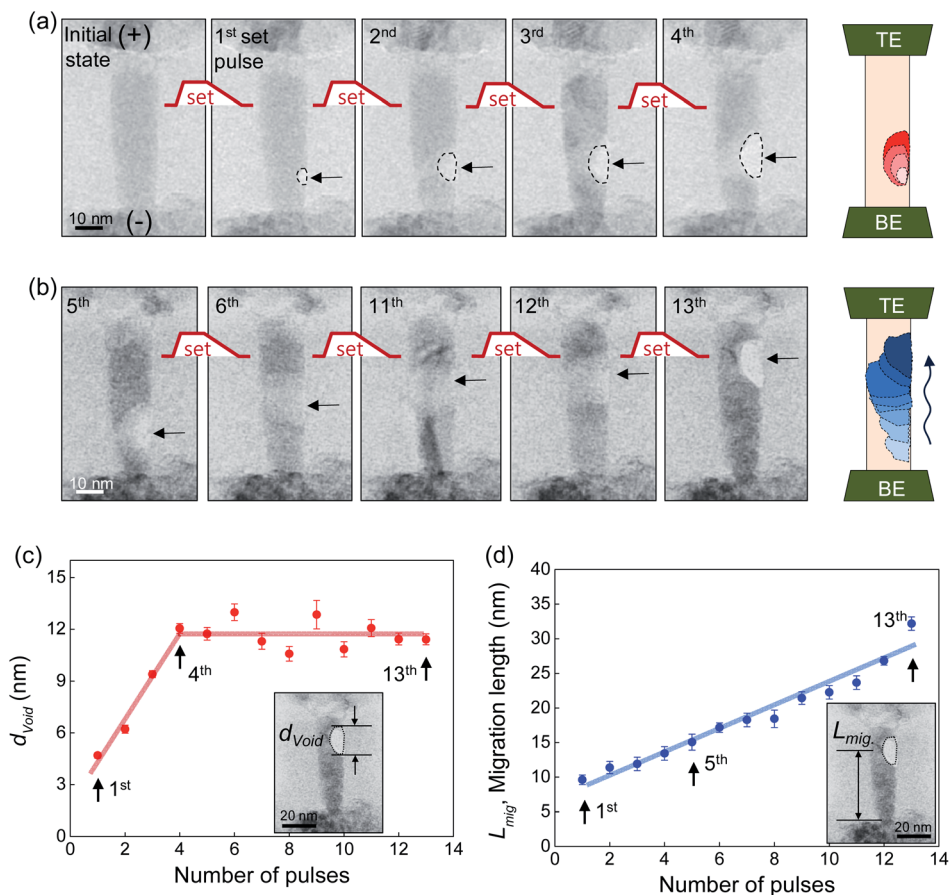 (a)
Initial (+)
state
1st set
pulse
2nd
3rd
4th
TE
set
set
set
set
10 nm
(-)
BE
(b)
5th
6th
11th
12th
13th
TE
set
set
set
set
10 nm
BE
(c)
15
12
9
6
3
0
dVoid (nm)
4th
13th
1st
dVoid
20 nm
0 2 4 6 8 10 12 14
Number of pulses
(d)
40
35
30
25
20
15
10
5
0
Lmig, Migration length (nm)
13th
5th
1st
Lmig.
20 nm
0 2 4 6 8 10 12 14
Number of pulses